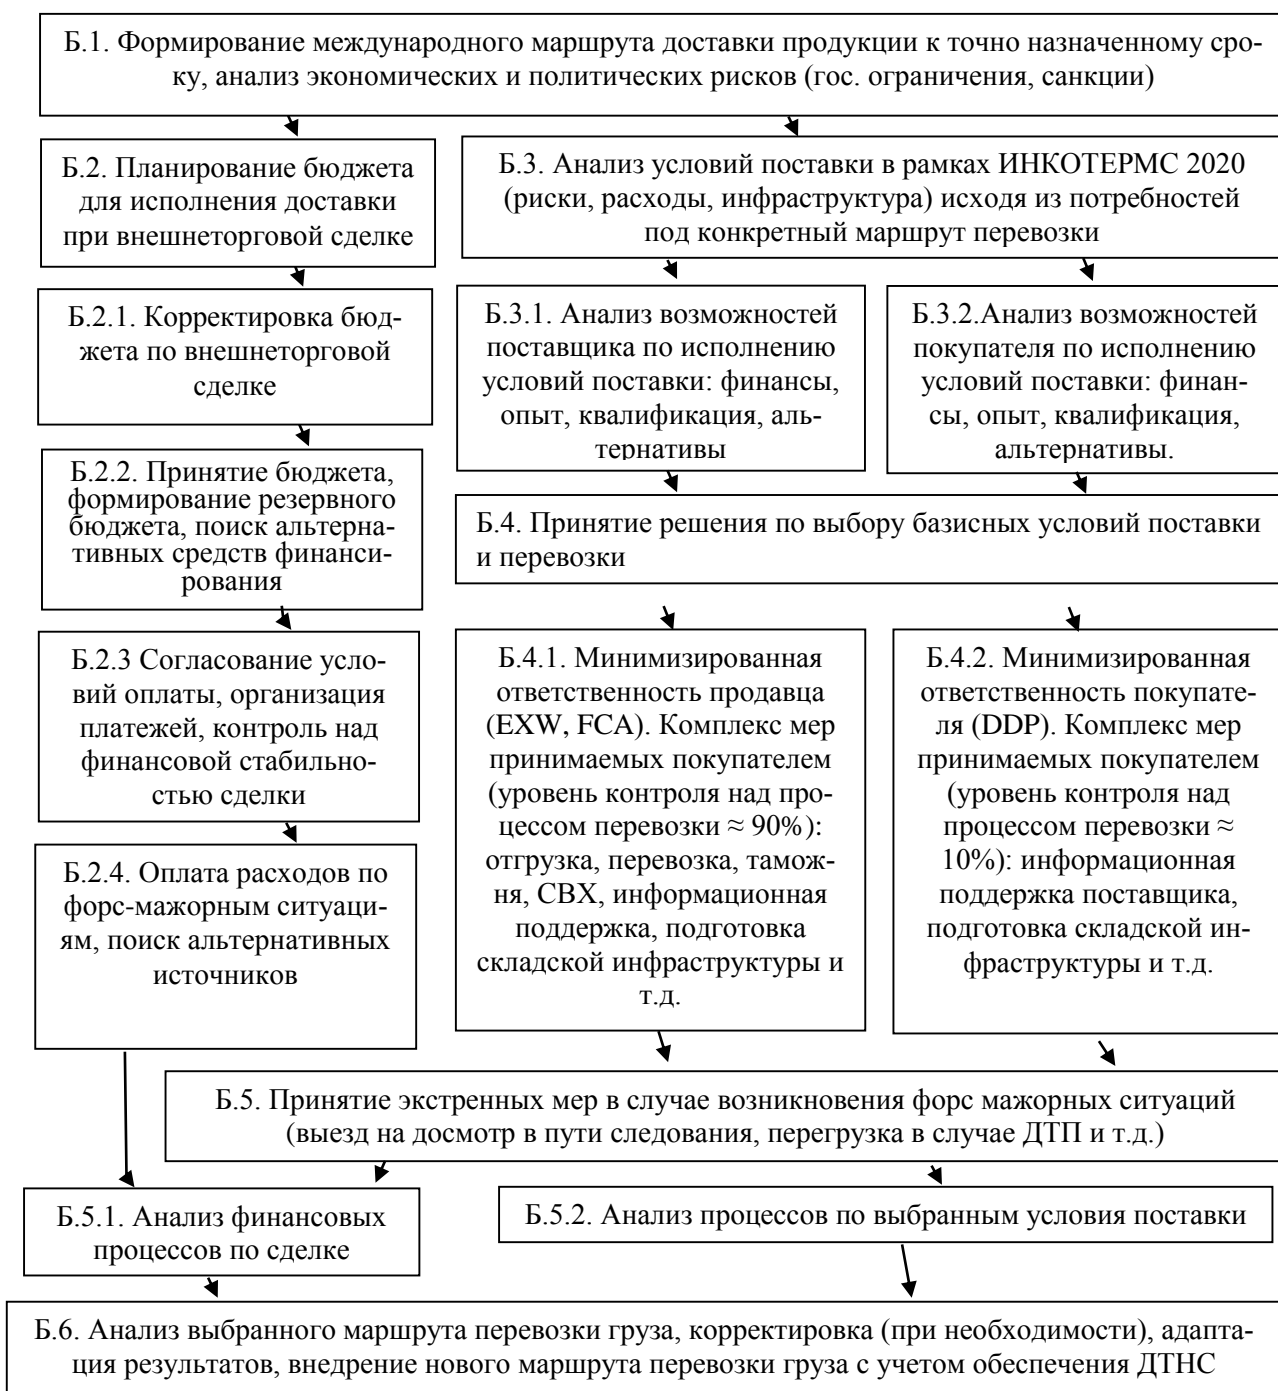 Б.1. Формирование международного маршрута доставки продукции к точно назначенному сро-
ку, анализ экономических и политических рисков (гос. ограничения, санкции)
Б.2. Планирование бюджета
для исполнения доставки
при внешнеторговой сделке
Б.3. Анализ условий поставки в рамках ИНКОТЕРМС 2020
(риски, расходы, инфраструктура) исходя из потребностей
под конкретный маршрут перевозки
Б.2.1. Корректировка бюд-
жета по внешнеторговой
сделке
Б.3.1. Анализ возможностей
поставщика по исполнению
условий поставки: финансы,
опыт, квалификация, аль-
тернативы
Б.3.2.Анализ возможностей
покупателя по исполнению
условий поставки: финан-
сы, опыт, квалификация,
альтернативы.
Б.2.2. Принятие бюджета,
формирование резервного
бюджета, поиск альтерна-
тивных средств финанси-
рования
Б.4. Принятие решения по выбору базисных условий поставки
и перевозки
Б.2.3 Согласование усло-
вий оплаты, организация
платежей, контроль над
финансовой стабильно-
стью сделки
Б.4.1. Минимизированная
ответственность продавца
(EXW, FCA). Комплекс мер
принимаемых покупателем
(уровень контроля над про-
цессом перевозки ≈ 90%):
отгрузка, перевозка, тамож-
ня, СВХ, информационная
поддержка, подготовка
складской инфраструктуры и
т.д.
Б.4.2. Минимизированная
ответственность покупате-
ля (DDP). Комплекс мер
принимаемых покупателем
(уровень контроля над
процессом перевозки ≈
10%): информационная
поддержка поставщика,
подготовка складской ин-
фраструктуры и т.д.
Б.2.4. Оплата расходов по
форс-мажорным ситуаци-
ям, поиск альтернативных
источников
Б.5. Принятие экстренных мер в случае возникновения форс мажорных ситуаций
(выезд на досмотр в пути следования, перегрузка в случае ДТП и т.д.)
Б.5.1. Анализ финансовых
процессов по сделке
Б.5.2. Анализ процессов по выбранным условия поставки
Б.6. Анализ выбранного маршрута перевозки груза, корректировка (при необходимости), адапта-
ция результатов, внедрение нового маршрута перевозки груза с учетом обеспечения ДТНС